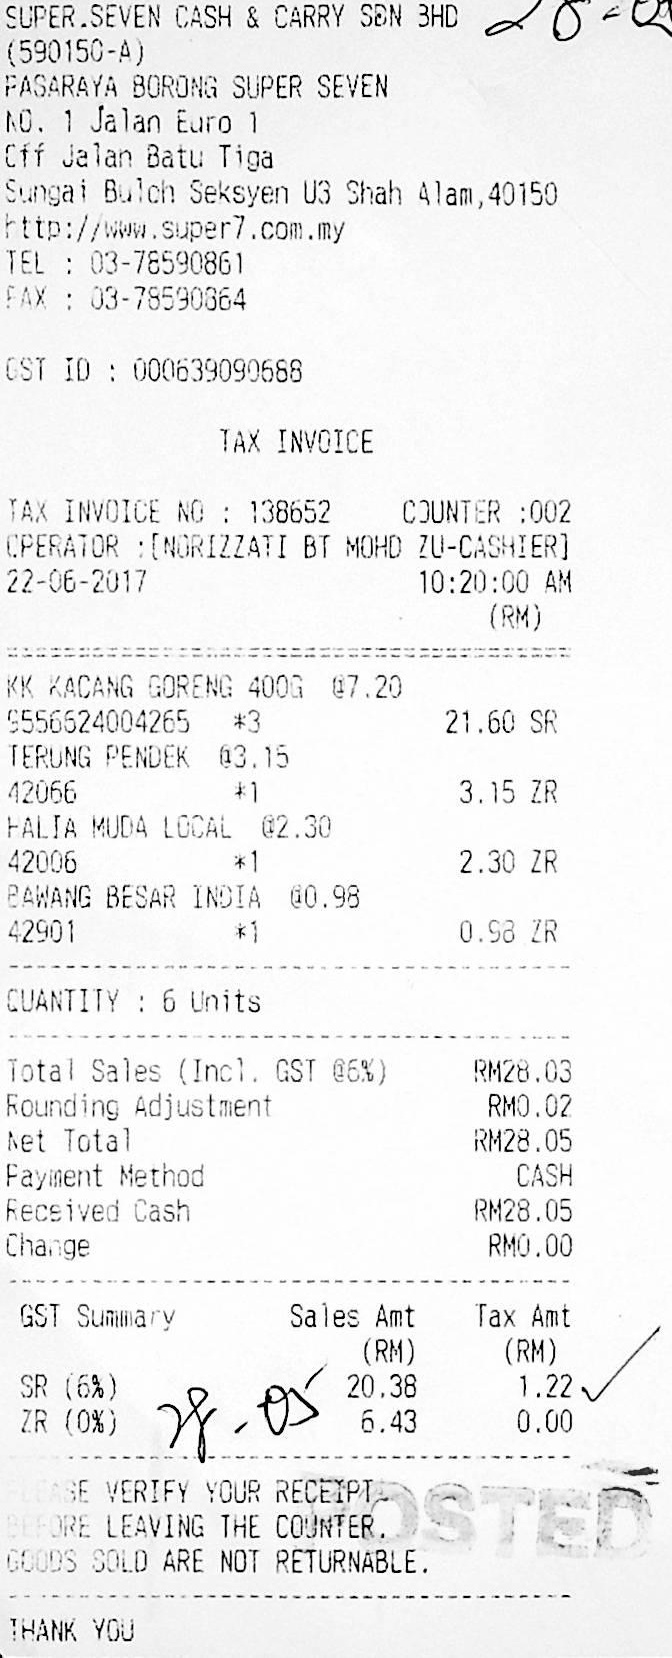 SUPER.SEVEN CASH & CARRY SDN BHD
(590150-A)
PASARAYA BORONG SUPER SEVEN
NO. 1 Jalan Euro 1
Off Jalan Batu Tiga
Sungai Buloh Seksyen U3 Shah Alam,40150
http://www.super7.com.my
TEL : 03-78590861
FAX : 03-78590864
GST ID : 000639090688
TAX INVOICE
TAX INVOICE NO : 138652 COUNTER :002
OPERATOR :[NORIZZATI BT MOHD ZU-CASHIER]
22-06-2017 10:20:00 AM
(RM)
KK KACANG GORENG 400G @7.20
9556624004265 *3 21.60 SR
TERUNG PENDEK @3.15
42066 *1 3.15 ZR
HALIA MUDA LOCAL @2.30
42006 *1 2.30 ZR
BAWANG BESAR INDIA @0.98
42901 *1 0.98 ZR
QUANTITY : 6 Units
Total Sales (Incl. GST @6%) RM28.03
Rounding Adjustment RM0.02
Net Total RM28.05
Payment Method CASH
Received Cash RM28.05
Change RM0.00
GST Summary Sales Amt Tax Amt
(RM) (RM)
SR (6%) 20.38 1.22
ZR (0%) 6.43 0.00
28.05
PLEASE VERIFY YOUR RECEIPT
BEFORE LEAVING THE COUNTER.
GOODS SOLD ARE NOT RETURNABLE.
POSTED
THANK YOU